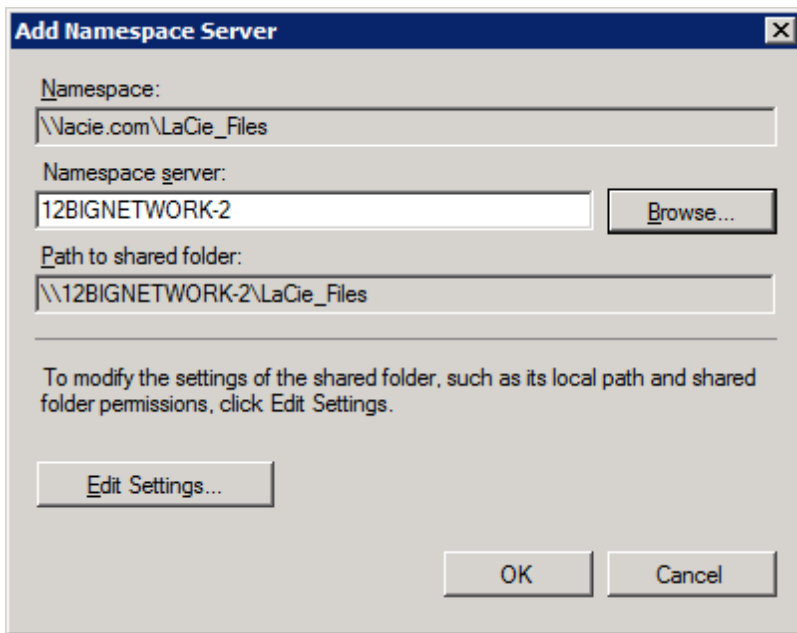 Add Namespace Server
Namespace:
\\lacie.com\LaCie_Files
Namespace server:
12BIGNETWORK-2
Browse...
Path to shared folder:
\\12BIGNETWORK-2\LaCie_Files
To modify the settings of the shared folder, such as its local path and shared
folder permissions, click Edit Settings.
Edit Settings...
OK
Cancel